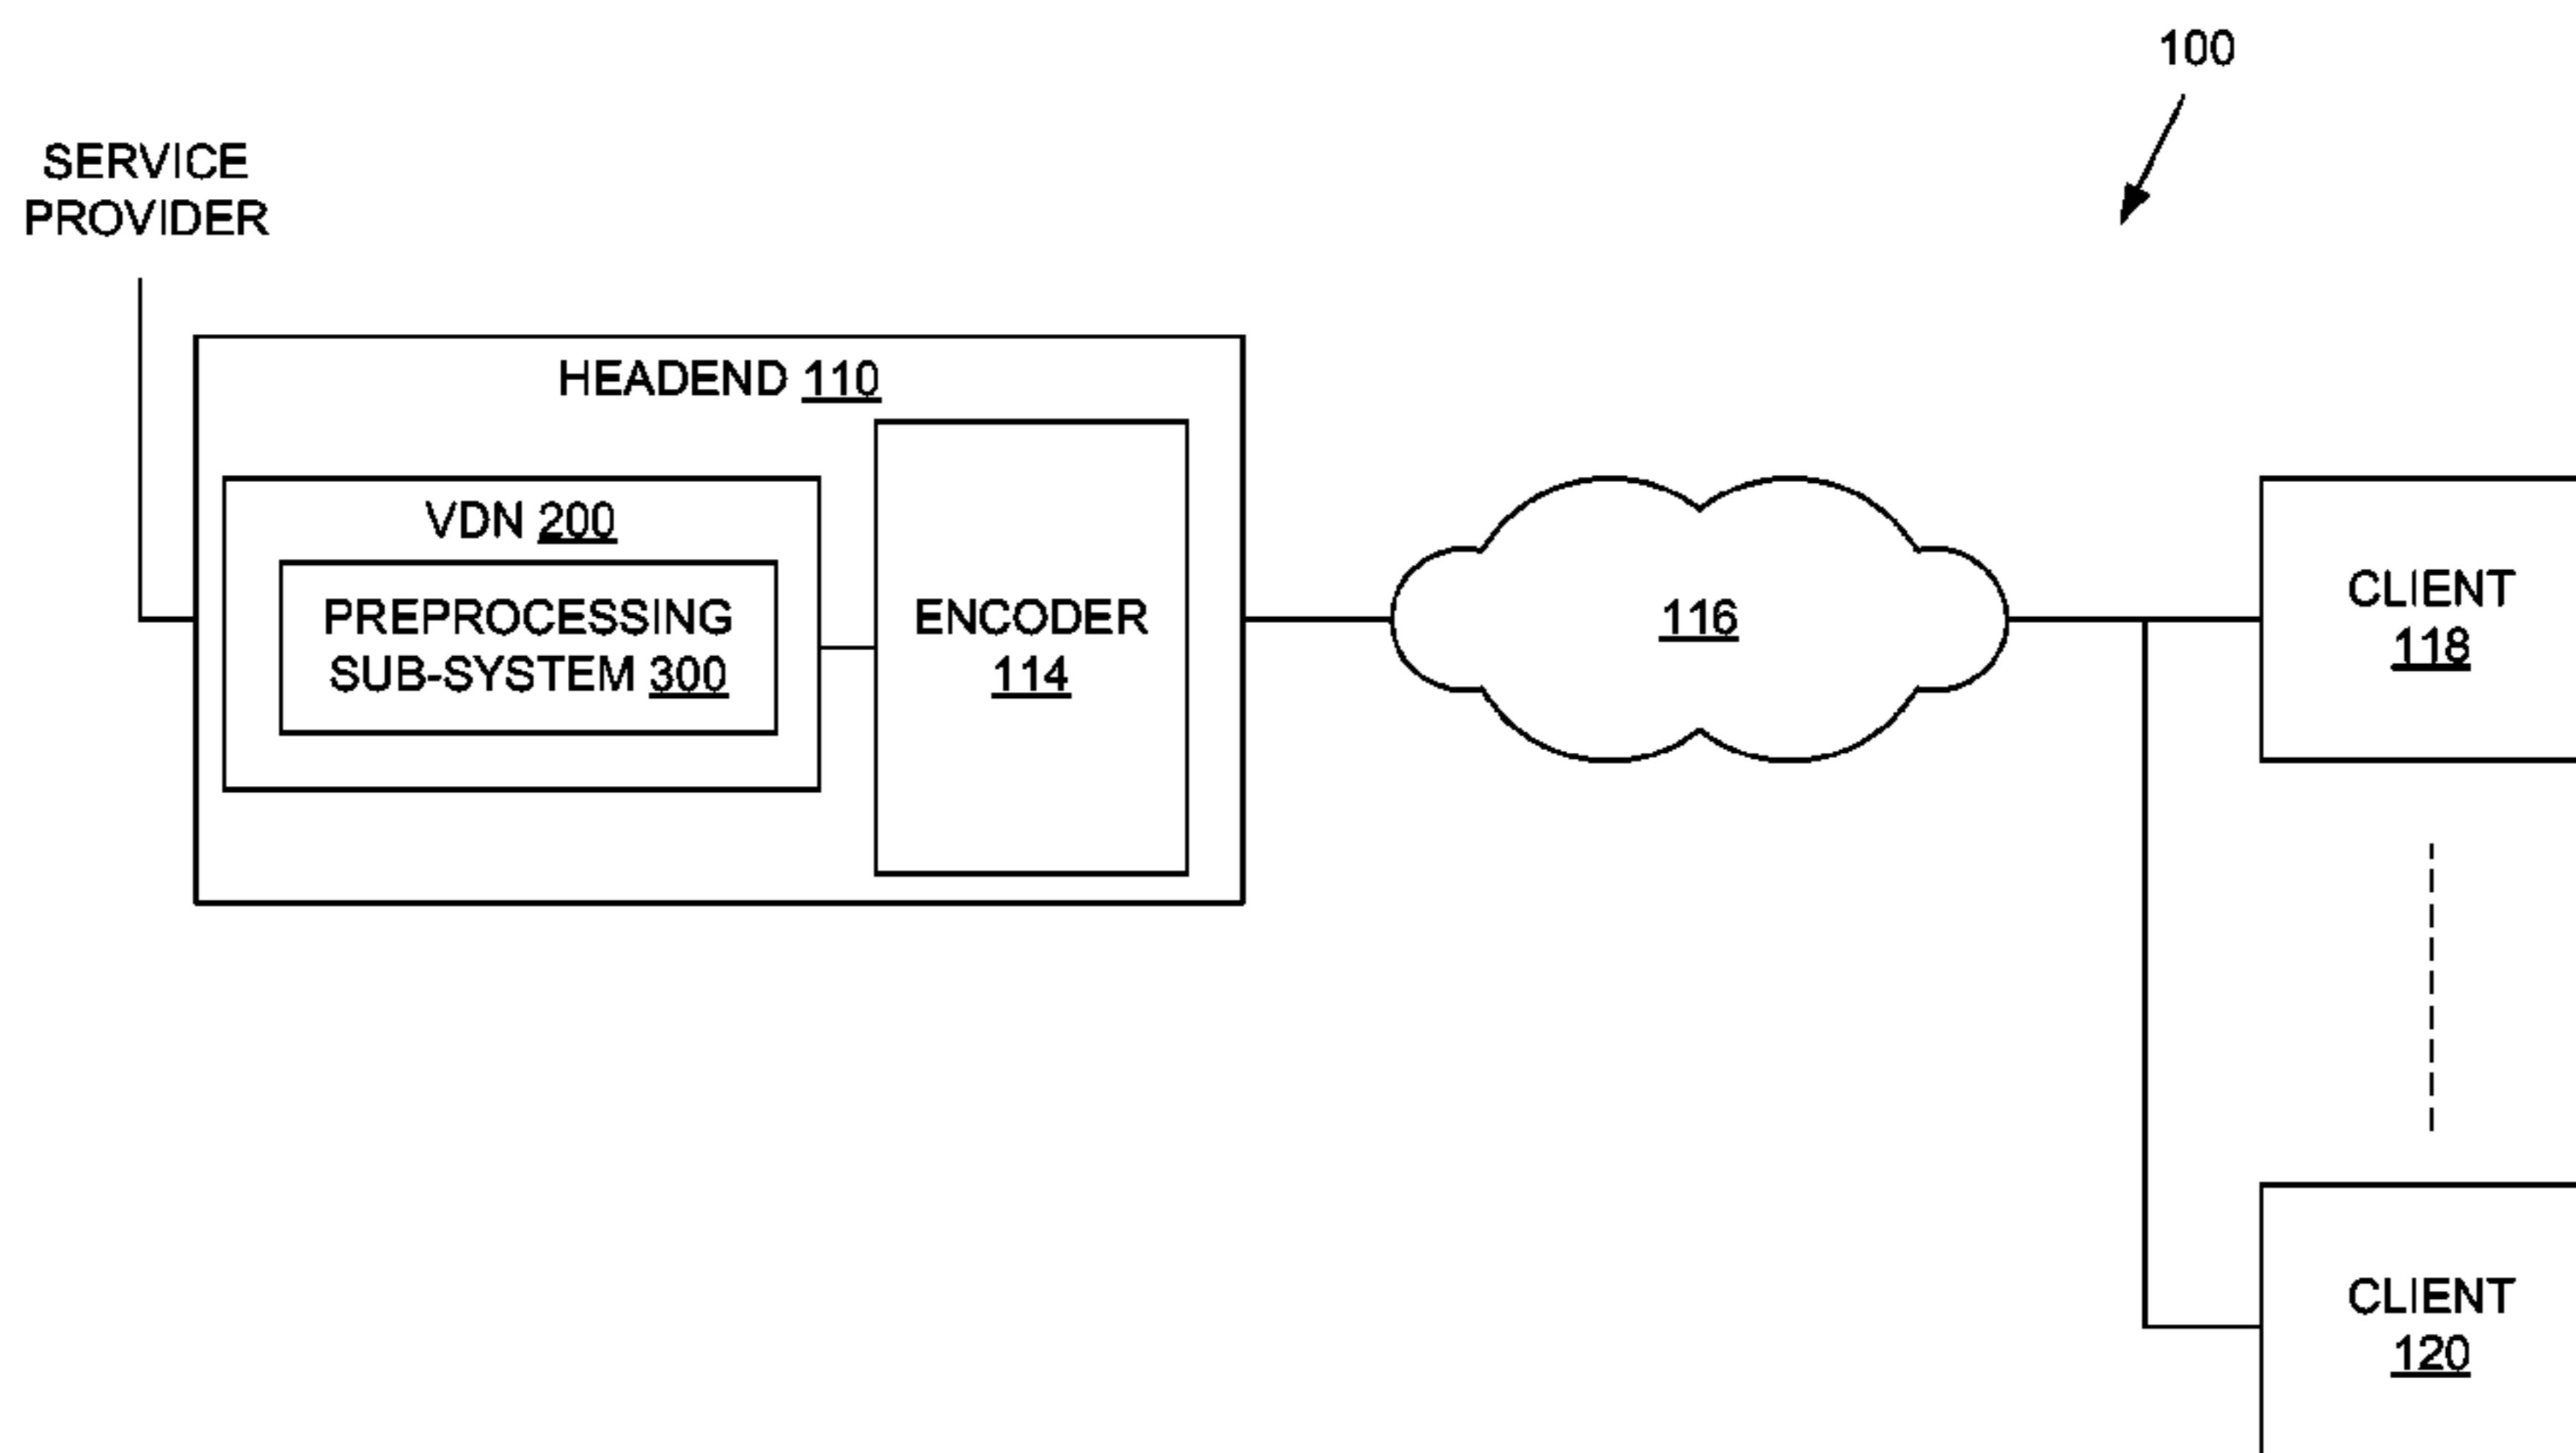 100
SERVICE
PROVIDER
HEADEND 110
VDN 200
PREPROCESSING
SUB-SYSTEM 300
ENCODER
114
116
CLIENT
118
CLIENT
120